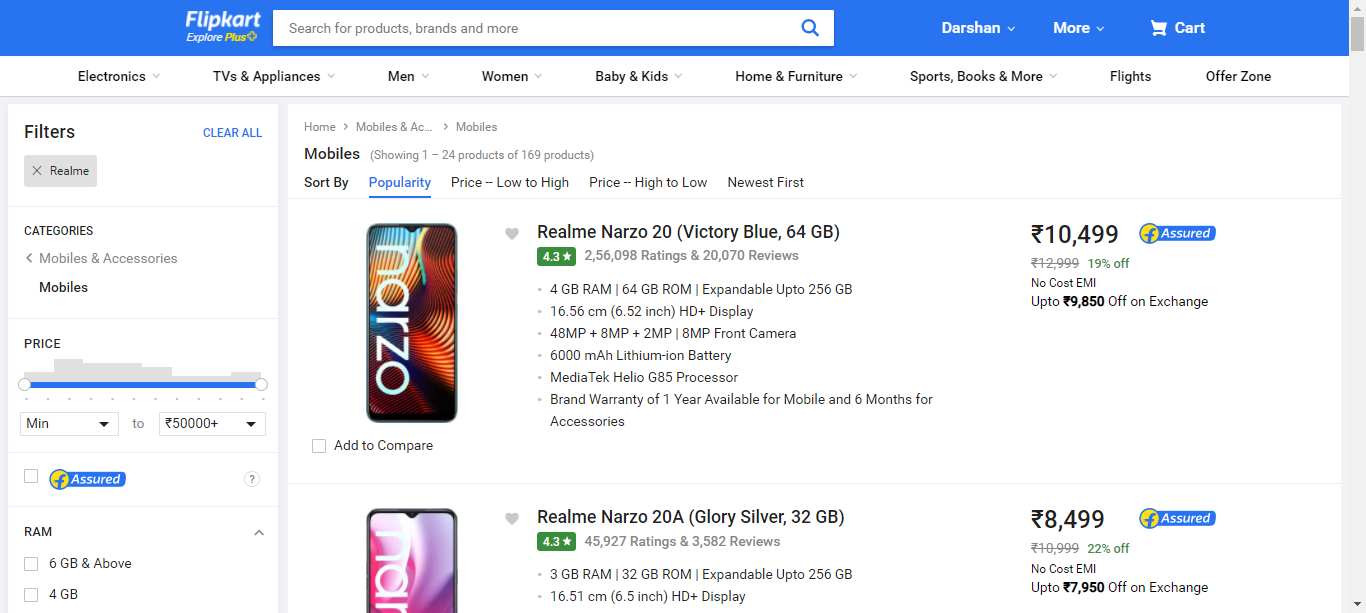 Flipkart
Explore Plus
Search for products, brands and more
Darshan
More
Cart
Electronics
TVs & Appliances
Men
Women
Baby & Kids
Home & Furniture
Sports, Books & More
Flights
Offer Zone
Filters
CLEAR ALL
Realme
CATEGORIES
Mobiles & Accessories
Mobiles
PRICE
Min
to
₹50000+
f Assured
?
RAM
6 GB & Above
4 GB
Home > Mobiles & Ac... > Mobiles
Mobiles (Showing 1 – 24 products of 169 products)
Sort By Popularity Price -- Low to High Price -- High to Low Newest First
narzo
Add to Compare
Realme Narzo 20 (Victory Blue, 64 GB)
4.3★ 2,56,098 Ratings & 20,070 Reviews
4 GB RAM | 64 GB ROM | Expandable Upto 256 GB
16.56 cm (6.52 inch) HD+ Display
48MP + 8MP + 2MP | 8MP Front Camera
6000 mAh Lithium-ion Battery
MediaTek Helio G85 Processor
Brand Warranty of 1 Year Available for Mobile and 6 Months for
Accessories
₹10,499
f Assured
₹12,999 19% off
No Cost EMI
Upto ₹9,850 Off on Exchange
narzo
Realme Narzo 20A (Glory Silver, 32 GB)
4.3★ 45,927 Ratings & 3,582 Reviews
3 GB RAM | 32 GB ROM | Expandable Upto 256 GB
16.51 cm (6.5 inch) HD+ Display
₹8,499
f Assured
₹10,999 22% off
No Cost EMI
Upto ₹7,950 Off on Exchange